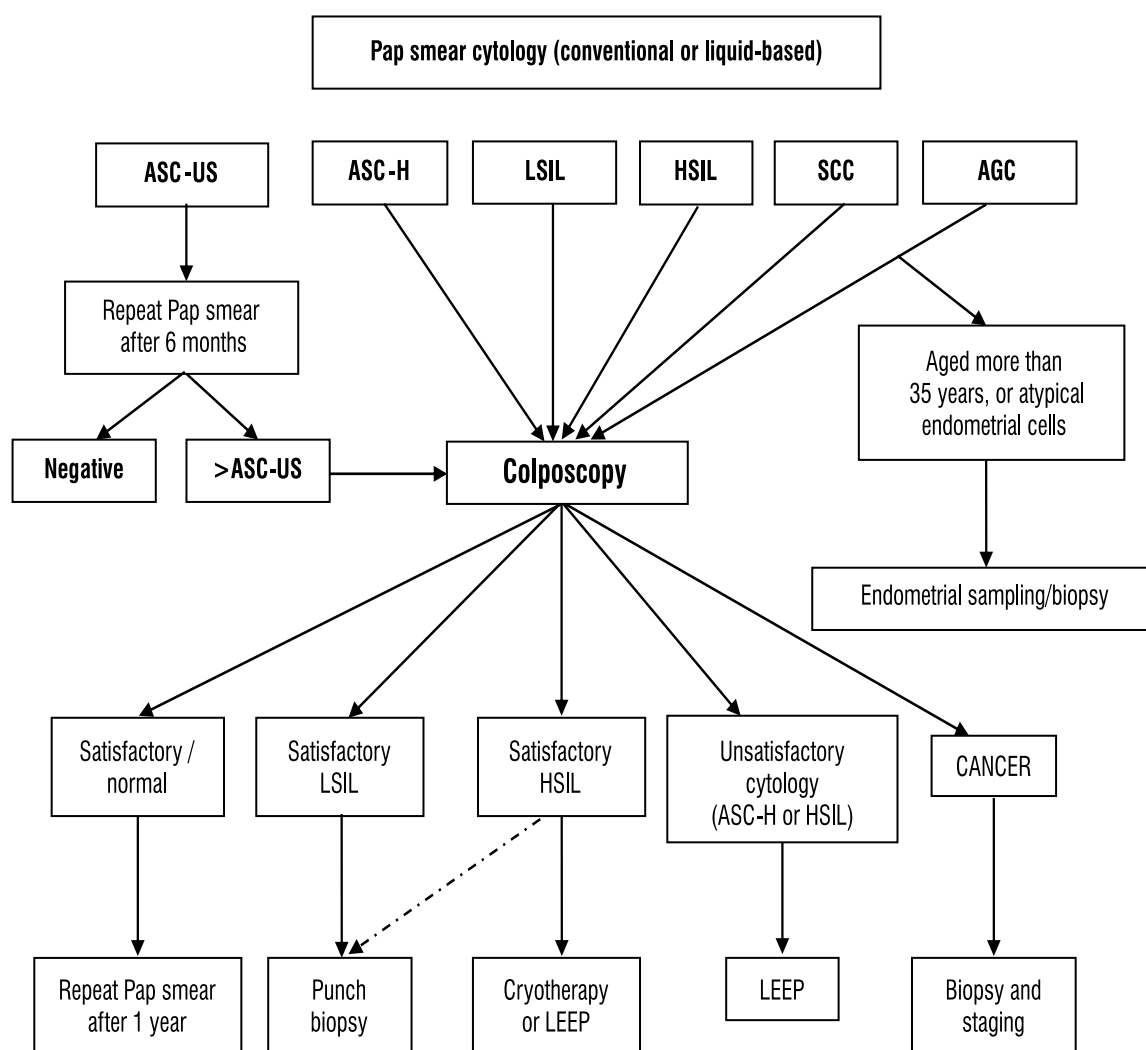 Pap smear cytology (conventional or liquid-based)
ASC-US
ASC-H
LSIL
HSIL
SCC
AGC
Repeat Pap smear
after 6 months
Aged more than
35 years, or atypical
endometrial cells
Negative
>ASC-US
Colposcopy
Endometrial sampling/biopsy
Satisfactory /
normal
Satisfactory
LSIL
Satisfactory
HSIL
Unsatisfactory
cytology
(ASC-H or HSIL)
CANCER
Repeat Pap smear
after 1 year
Punch
biopsy
Cryotherapy
or LEEP
LEEP
Biopsy and
staging